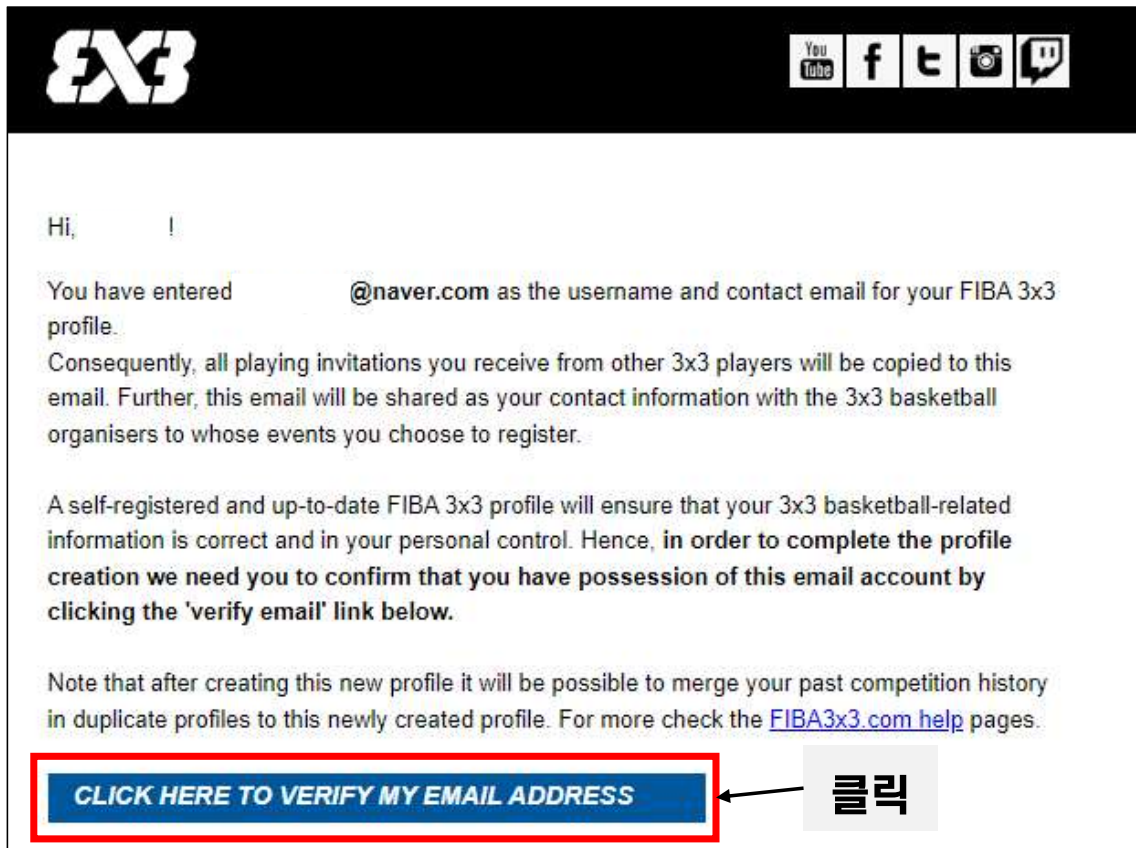 3X3
You Tube
Hi, !
You have entered @naver.com as the username and contact email for your FIBA 3x3
profile.
Consequently, all playing invitations you receive from other 3x3 players will be copied to this
email. Further, this email will be shared as your contact information with the 3x3 basketball
organisers to whose events you choose to register.
A self-registered and up-to-date FIBA 3x3 profile will ensure that your 3x3 basketball-related
information is correct and in your personal control. Hence, in order to complete the profile
creation we need you to confirm that you have possession of this email account by
clicking the 'verify email' link below.
Note that after creating this new profile it will be possible to merge your past competition history
in duplicate profiles to this newly created profile. For more check the FIBA3x3.com help pages.
CLICK HERE TO VERIFY MY EMAIL ADDRESS
클릭